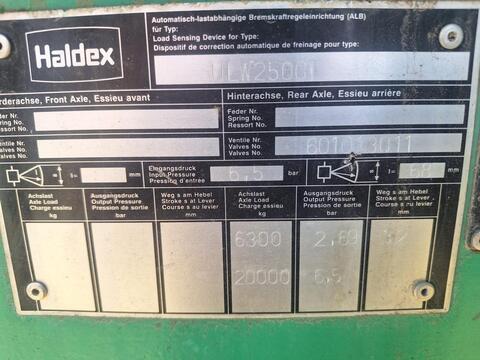 Haldex
Automatisch-lastabhängige Bremskraftregeleinrichtung (ALB)
für Typ:
Load Sensing Device for Type:
Dispositif de correction automatique de freinage pour type:
rderachse, Front Axle, Essieu avant
Hinterachse, Rear Axle, Essieu arrière
Feder Nr.
Spring No.
Ressort No.
Feder Nr.
Spring No.
Ressort No.
Ventile Nr.
Valves No.
Valves No.
Ventile Nr.
Valves No.
Valves No.
mm
Eingangsdruck
Input Pressure
Pression d'entrée
6,5
bar
mm
Achslast
Axle Load
Charge essieu
kg
Ausgangsdruck
Output Pressure
Pression de sortie
bar
Weg s am Hebel
Stroke s at Lever
Course s au levier
mm
Achslast
Axle Load
Charge essieu
kg
Ausgangsdruck
Output Pressure
Pression de sortie
bar
Weg s am Hebel
Stroke s at Lever
Course s au levier
mm
6300 2,69
20000 6,5